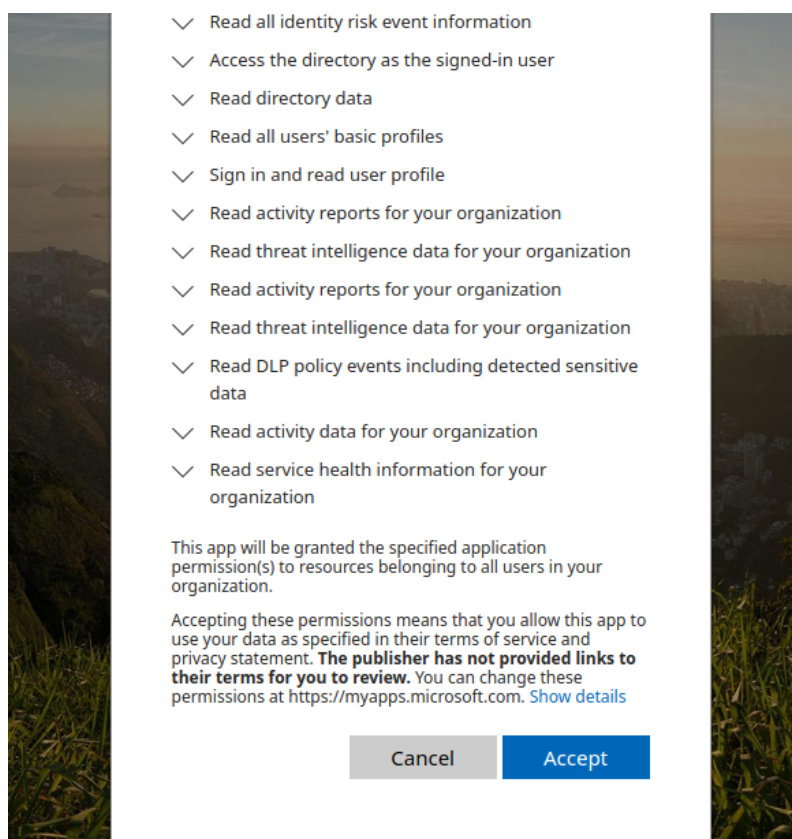 Read all identity risk event information
Access the directory as the signed-in user
Read directory data
Read all users' basic profiles
Sign in and read user profile
Read activity reports for your organization
Read threat intelligence data for your organization
Read activity reports for your organization
Read threat intelligence data for your organization
Read DLP policy events including detected sensitive
data
Read activity data for your organization
Read service health information for your
organization
This app will be granted the specified application
permission(s) to resources belonging to all users in your
organization.
Accepting these permissions means that you allow this app to
use your data as specified in their terms of service and
privacy statement. The publisher has not provided links to
their terms for you to review. You can change these
permissions at https://myapps.microsoft.com. Show details
Cancel Accept